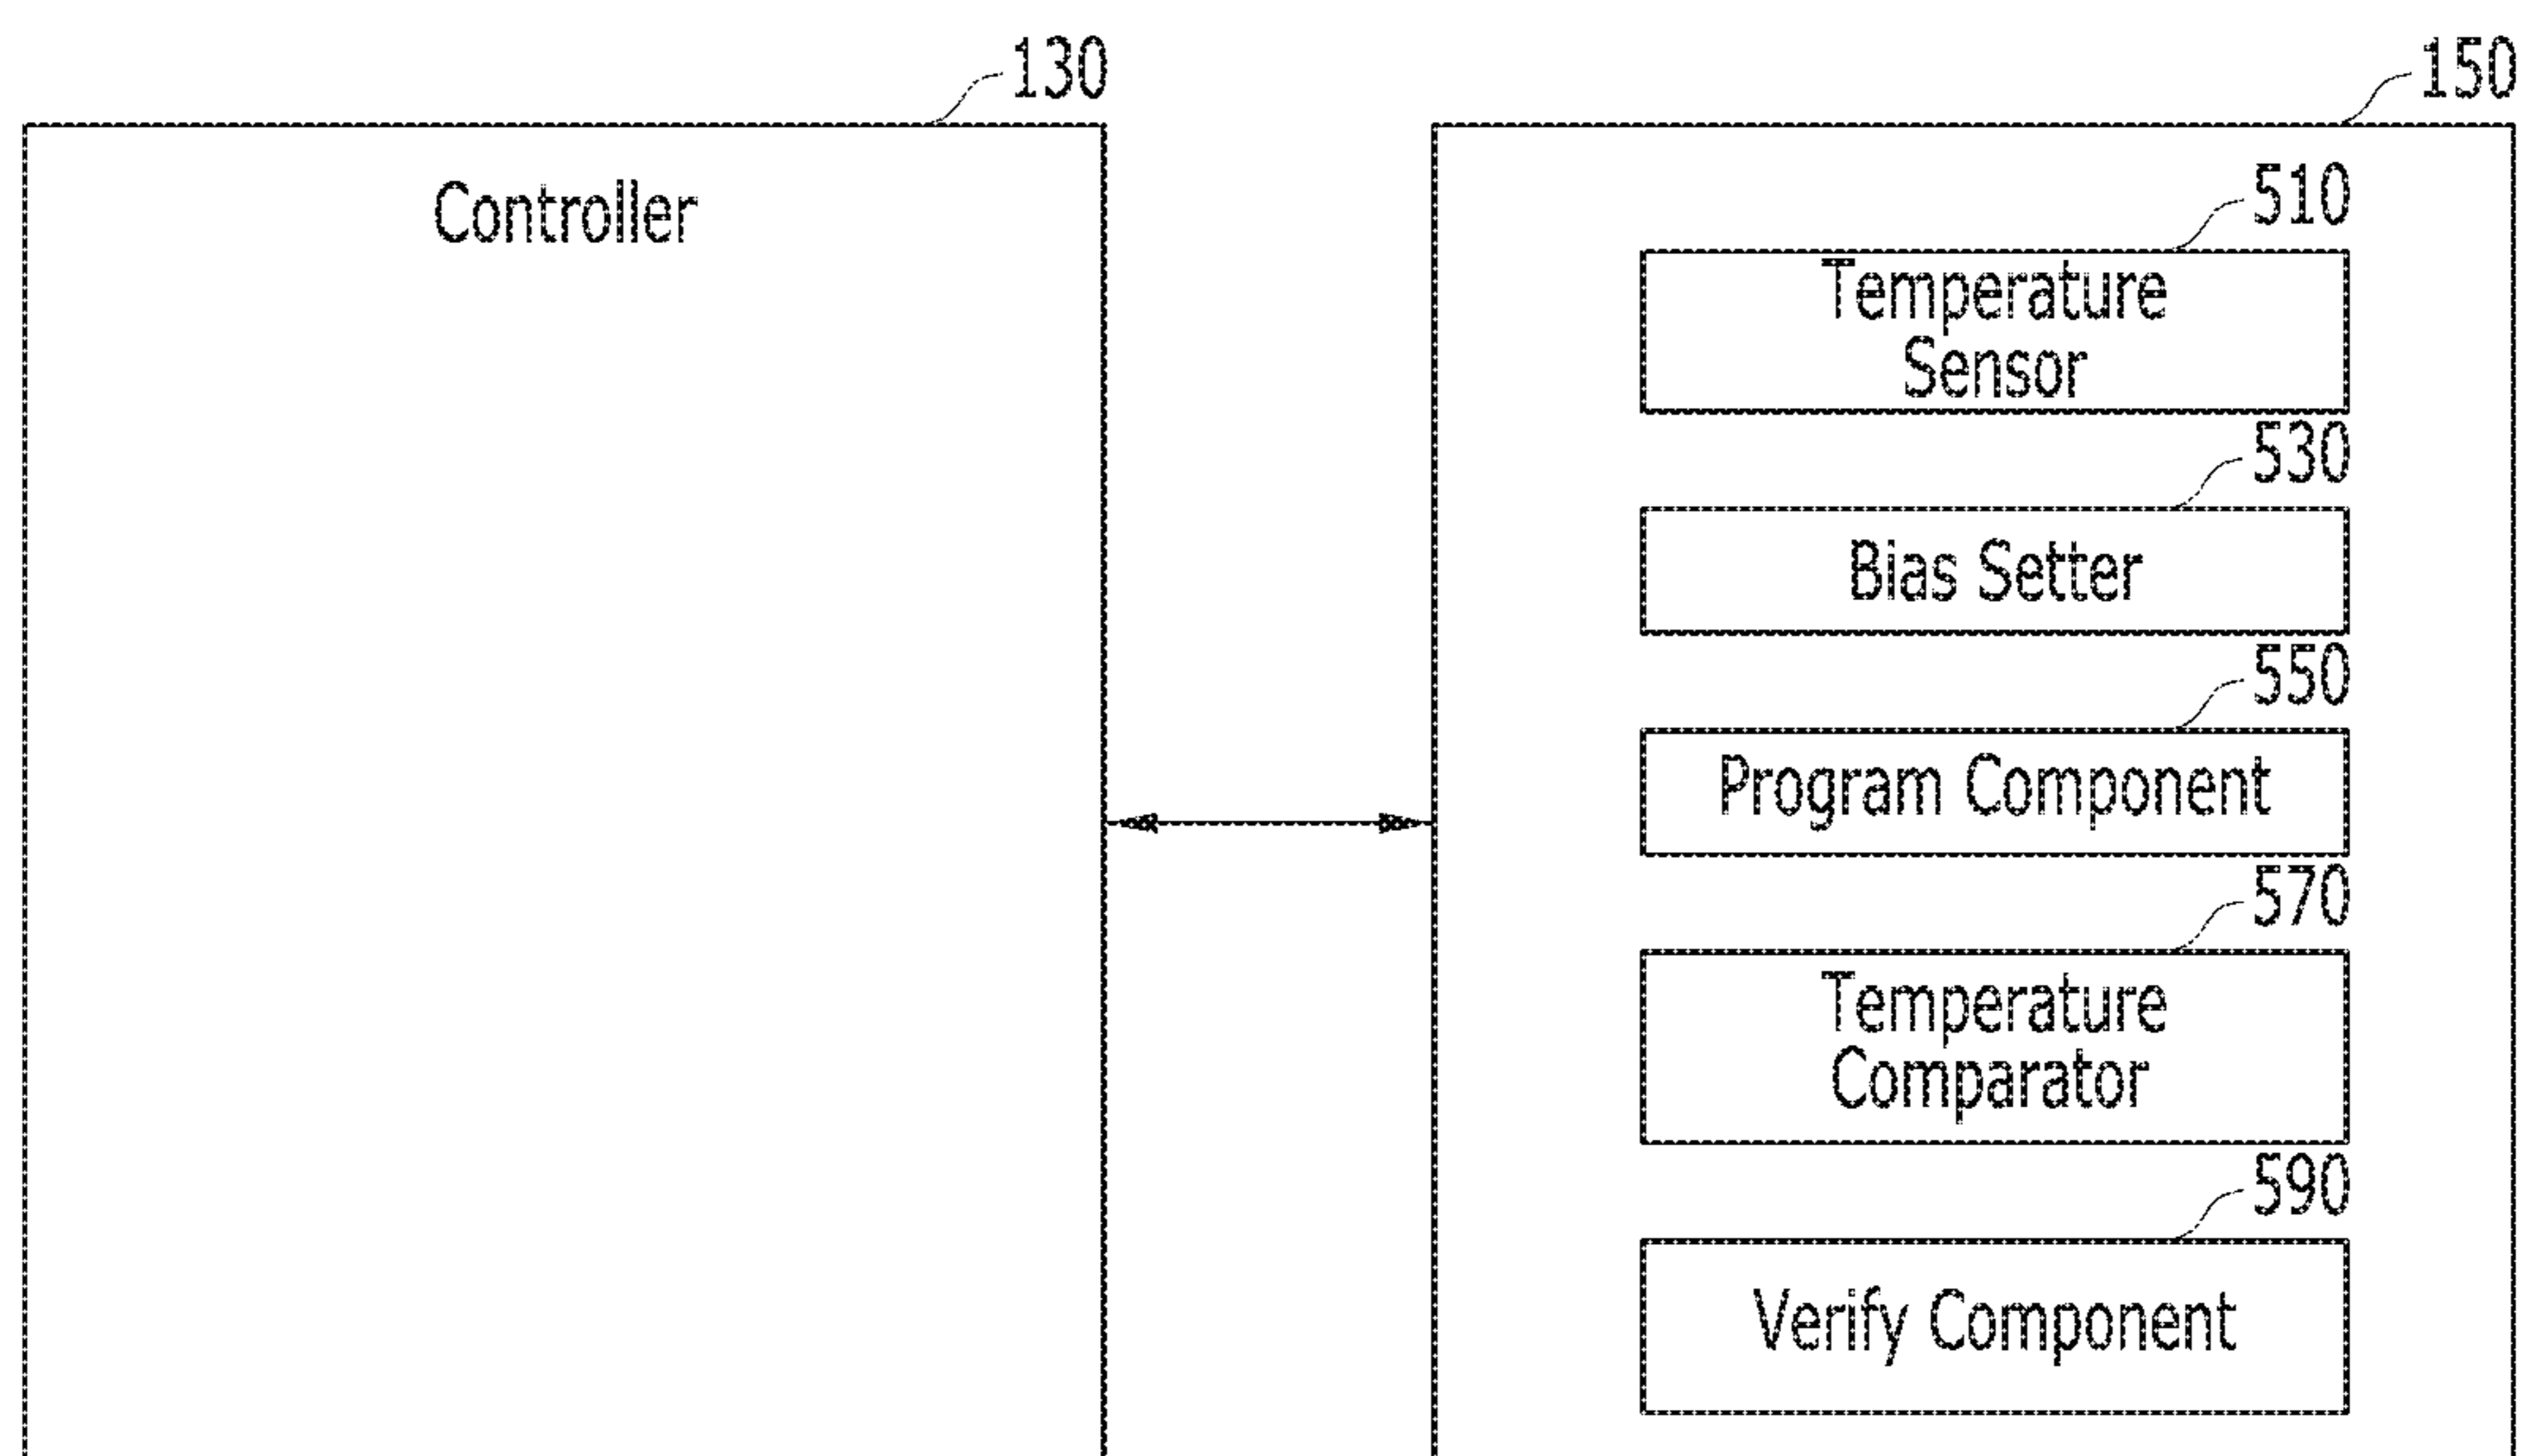 130
150
Controller
510
Temperature
Sensor
530
Bias Setter
550
Program Component
570
Temperature
Comparator
590
Verify Component